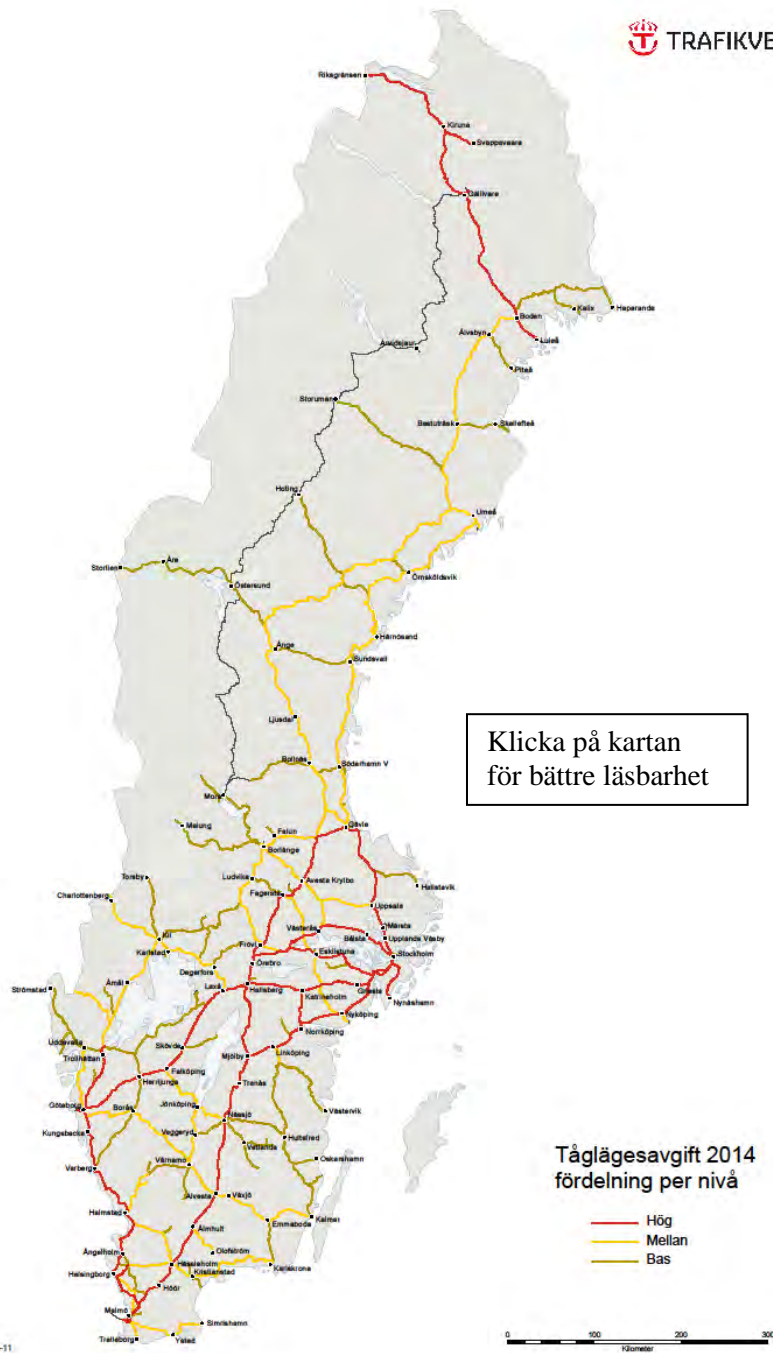 TRAFIKVE
Riksgränsen
Kiruna
Svappavaara
Gällivare
Boden
Kalix
Haparanda
Älvsbyn
Luleå
Arvidsjaur
Piteå
Storuman
Bastuträsk
Skellefteå
Hoting
Umeå
Storlien
Åre
Östersund
Örnsköldsvik
Härnösand
Ånge
Sundsvall
Ljusdal
Klicka på kartan
för bättre läsbarhet
Bollnäs
Söderhamn V
Mora
Malung
Falun
Gävle
Borlänge
Torsby
Ludvika
Avesta Krylbo
Hallstavik
Charlottenberg
Fagersta
Uppsala
Kil
Västerås
Bålsta
Märsta
Upplands Väsby
Karlstad
Frövi
Eskilstuna
Stockholm
Degerfors
Örebro
Strömstad
Åmål
Laxå
Hallsberg
Katrineholm
Gnesta
Nynäshamn
Nyköping
Uddevalla
Skövde
Norrköping
Trollhättan
Mjölby
Linköping
Falköping
Herrljunga
Tranås
Göteborg
Borås
Jönköping
Nässjö
Västervik
Kungsbacka
Vaggeryd
Vetlanda
Hultsfred
Tåglägesavgift 2014
fördelning per nivå
Värnamo
Oskarshamn
Varberg
Alvesta
Växjö
Halmstad
Kalmar
Hög
Älmhult
Emmaboda
Mellan
Ängelholm
Olofström
Bas
Hässleholm
Helsingborg
Kristianstad
Karlskrona
Höör
Malmö
Simrishamn
Trelleborg
Ystad
0 100 200 300
Kilometer
-11